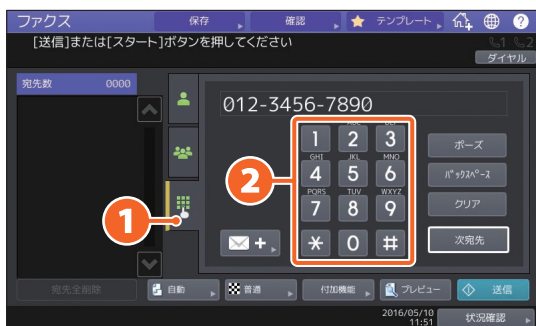 ファクス 保存 確認 テンプレート ?
[送信]または[スタート]ボタンを押してください
1 2
ダイヤル
宛先数 0000
012-3456-7890
1 2 3
GHI JKL MNO
4 5 6
PQRS TUV WXYZ
7 8 9
* 0 #
ポーズ
ﾊﾞｯｸｽﾍﾟｰｽ
クリア
次宛先
1
2
+
宛先全削除 自動 普通 付加機能 プレビュー 送信
2016/05/10
11:51
状況確認